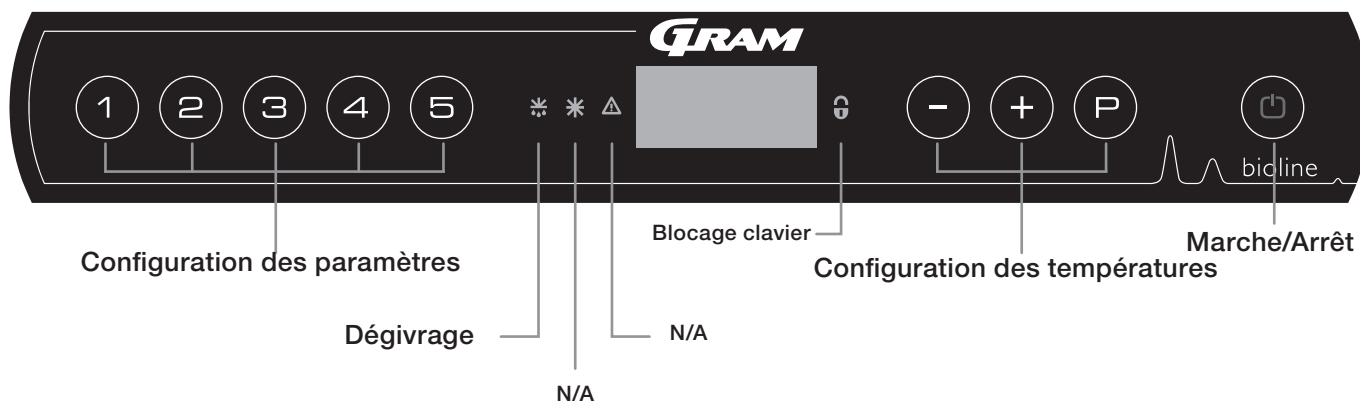 GRAM
1 2 3 4 5 - + P
bioline
Blocage clavier
Marche/Arrêt
Configuration des paramètres
Configuration des températures
Dégivrage
N/A
N/A